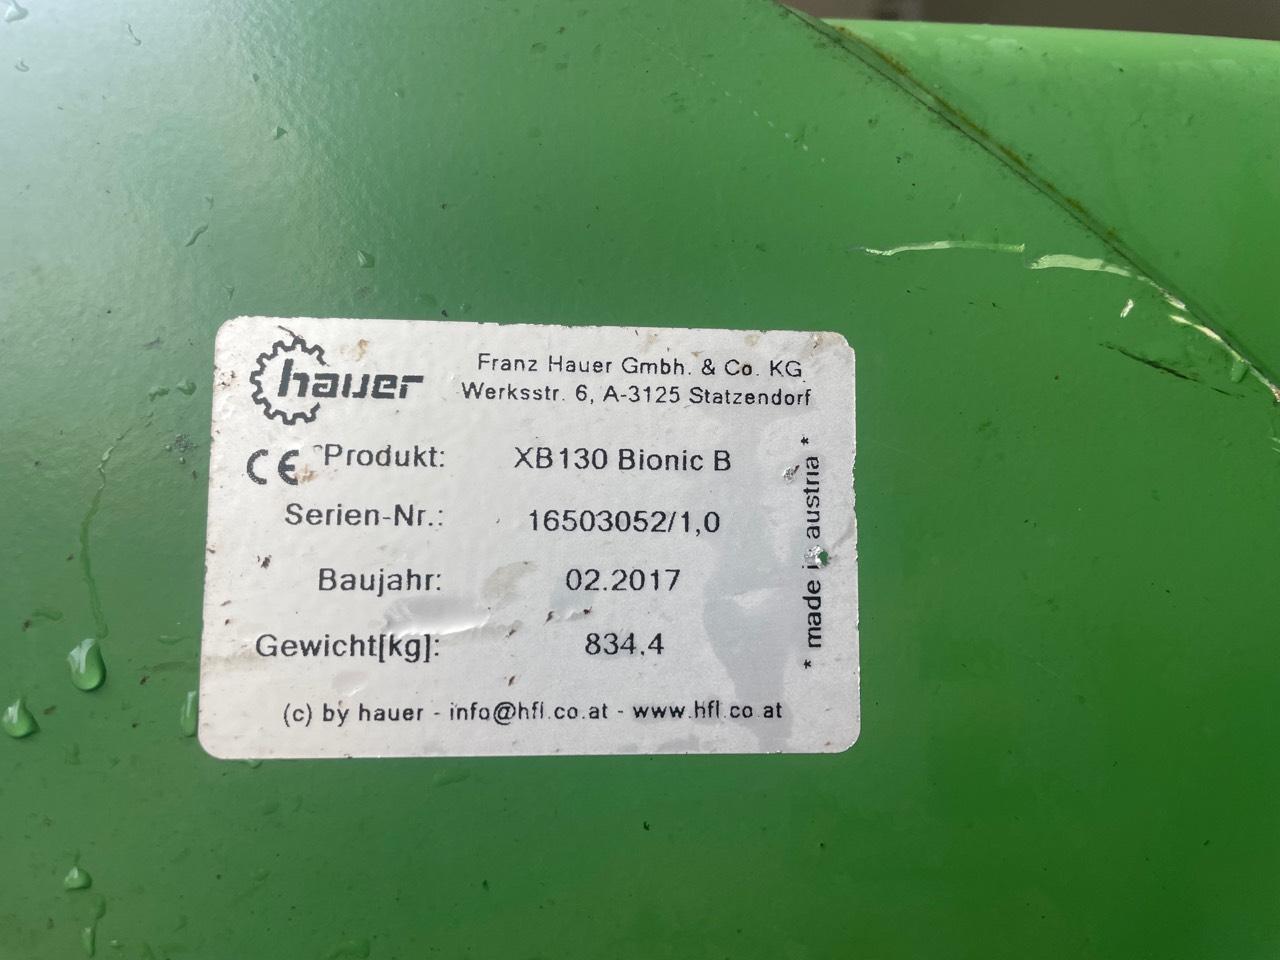 hauer
Franz Hauer Gmbh. & Co. KG
Werksstr. 6, A-3125 Statzendorf
CE Produkt: XB130 Bionic B
Serien-Nr.: 16503052/1,0
Baujahr: 02.2017
Gewicht[kg]: 834.4
(c) by hauer - info@hfl.co.at - www.hfl.co.at
* made in austria *